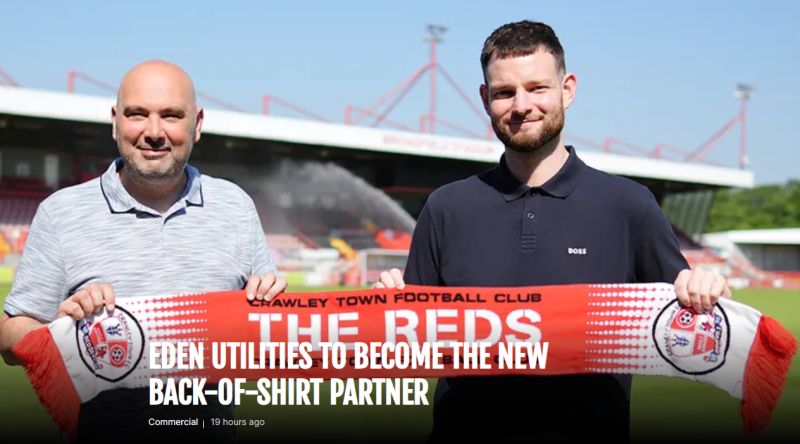 BOSS
CRAWLEY TOWN FOOTBALL CLUB
THE REDS
EDEN UTILITIES TO BECOME THE NEW
BACK-OF-SHIRT PARTNER
Commercial | 19 hours ago